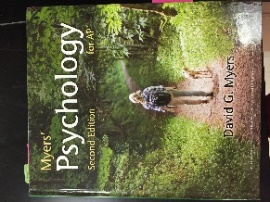 Myers'
Psychology
for AP
Second Edition
David G. Myers